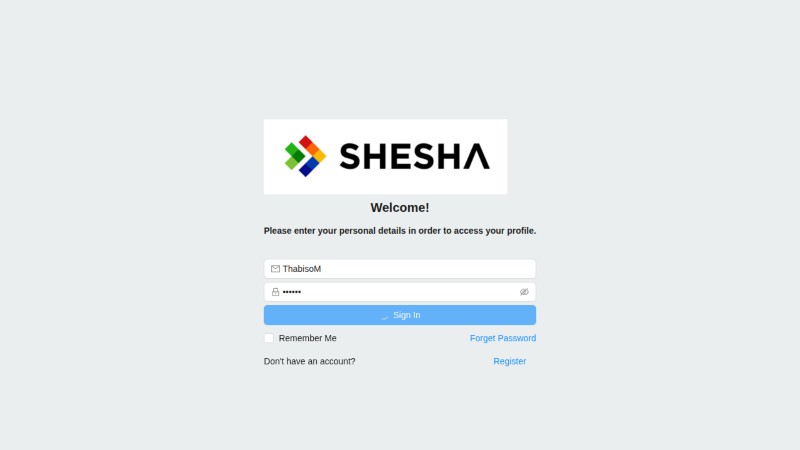 SHESHA
Welcome!
Please enter your personal details in order to access your profile.
ThabisoM
••••••
Sign In
Remember Me
Forget Password
Don't have an account?
Register